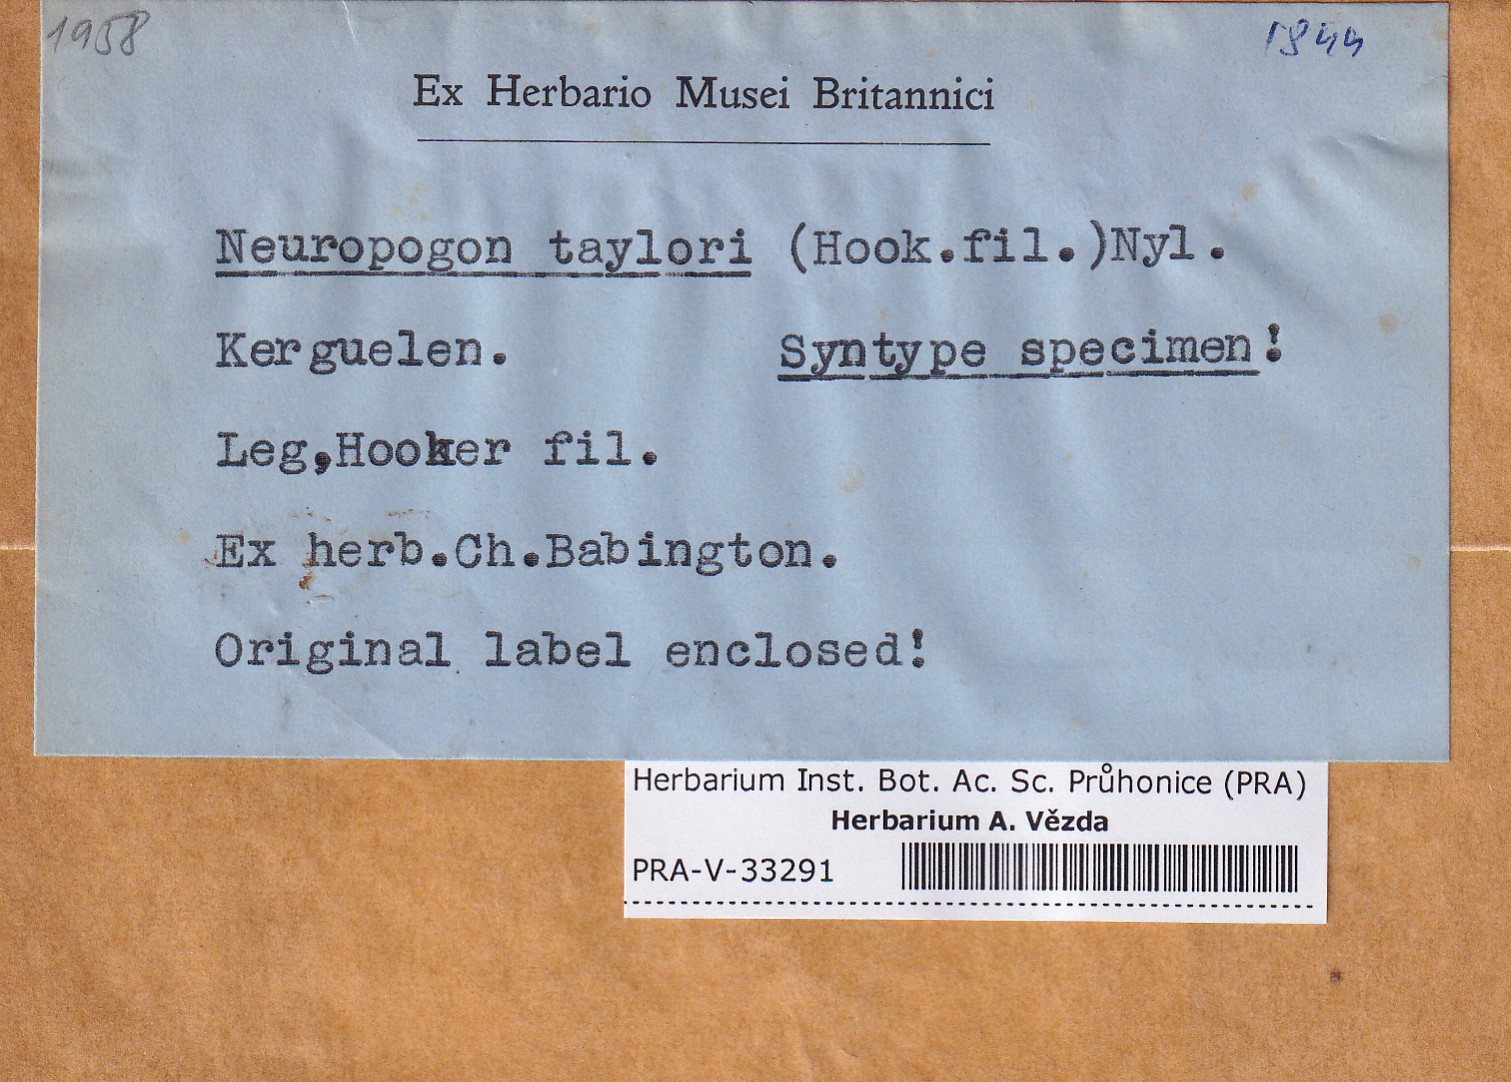 1958
1844
Ex Herbario Musei Britannici
Neuropogon taylori (Hook.fil.)Nyl.
Kerguelen. Syntype specimen!
Leg,Hooker fil.
Ex herb.Ch.Babington.
Original label enclosed!
Herbarium Inst. Bot. Ac. Sc. Průhonice (PRA)
Herbarium A. Vězda
PRA-V-33291